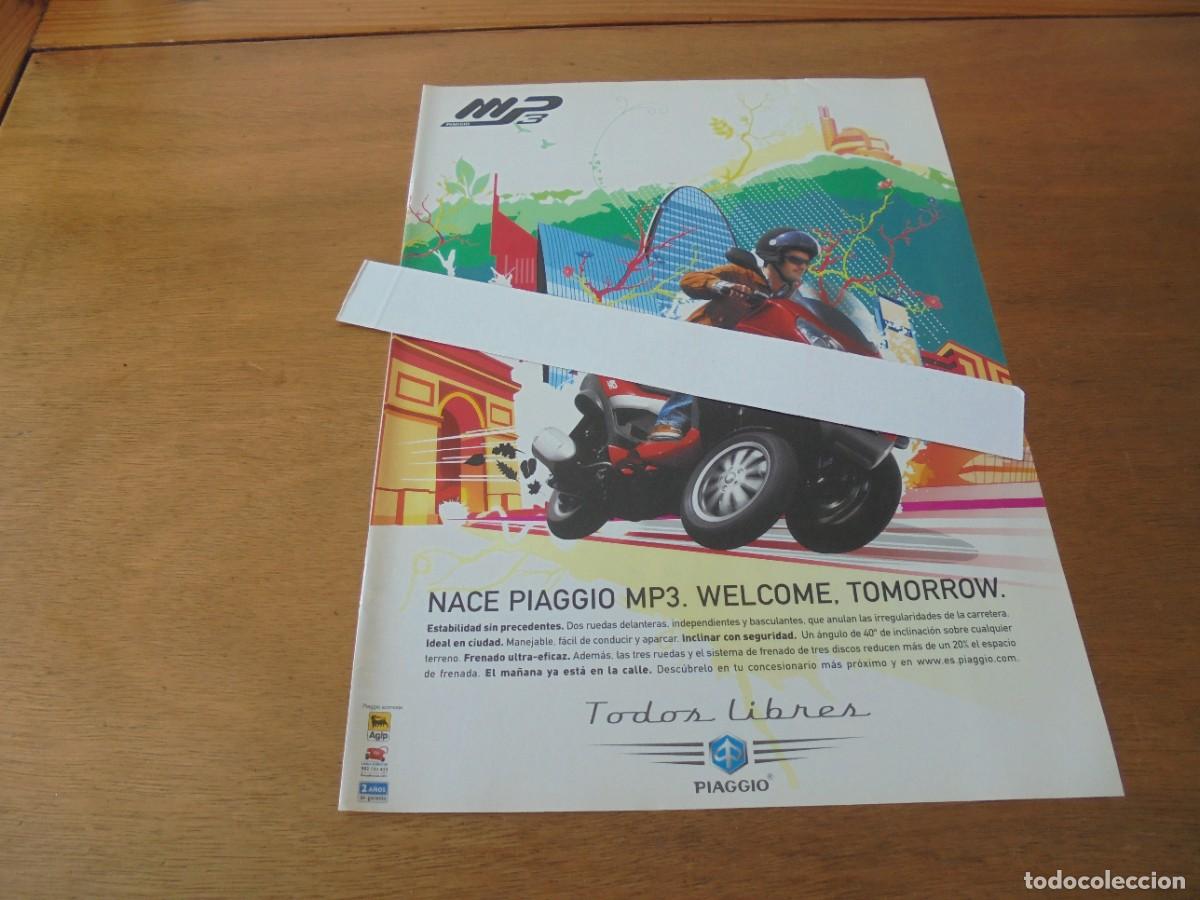 MP3
PIAGGIO
NACE PIAGGIO MP3. WELCOME, TOMORROW.
Estabilidad sin precedentes. Dos ruedas delanteras, independientes y basculantes, que anulan las irregularidades de la carretera.
Ideal en ciudad. Manejable, fácil de conducir y aparcar. Inclinar con seguridad. Un ángulo de 40° de inclinación sobre cualquier
terreno. Frenado ultra-eficaz. Además, las tres ruedas y el sistema de frenado de tres discos reducen más de un 20% el espacio
de frenada. El mañana ya está en la calle. Descúbrelo en tu concesionario más próximo y en www.es.piaggio.com.
Todos libres
PIAGGIO®
Agip
2 AÑOS
de garantía
todocoleccion